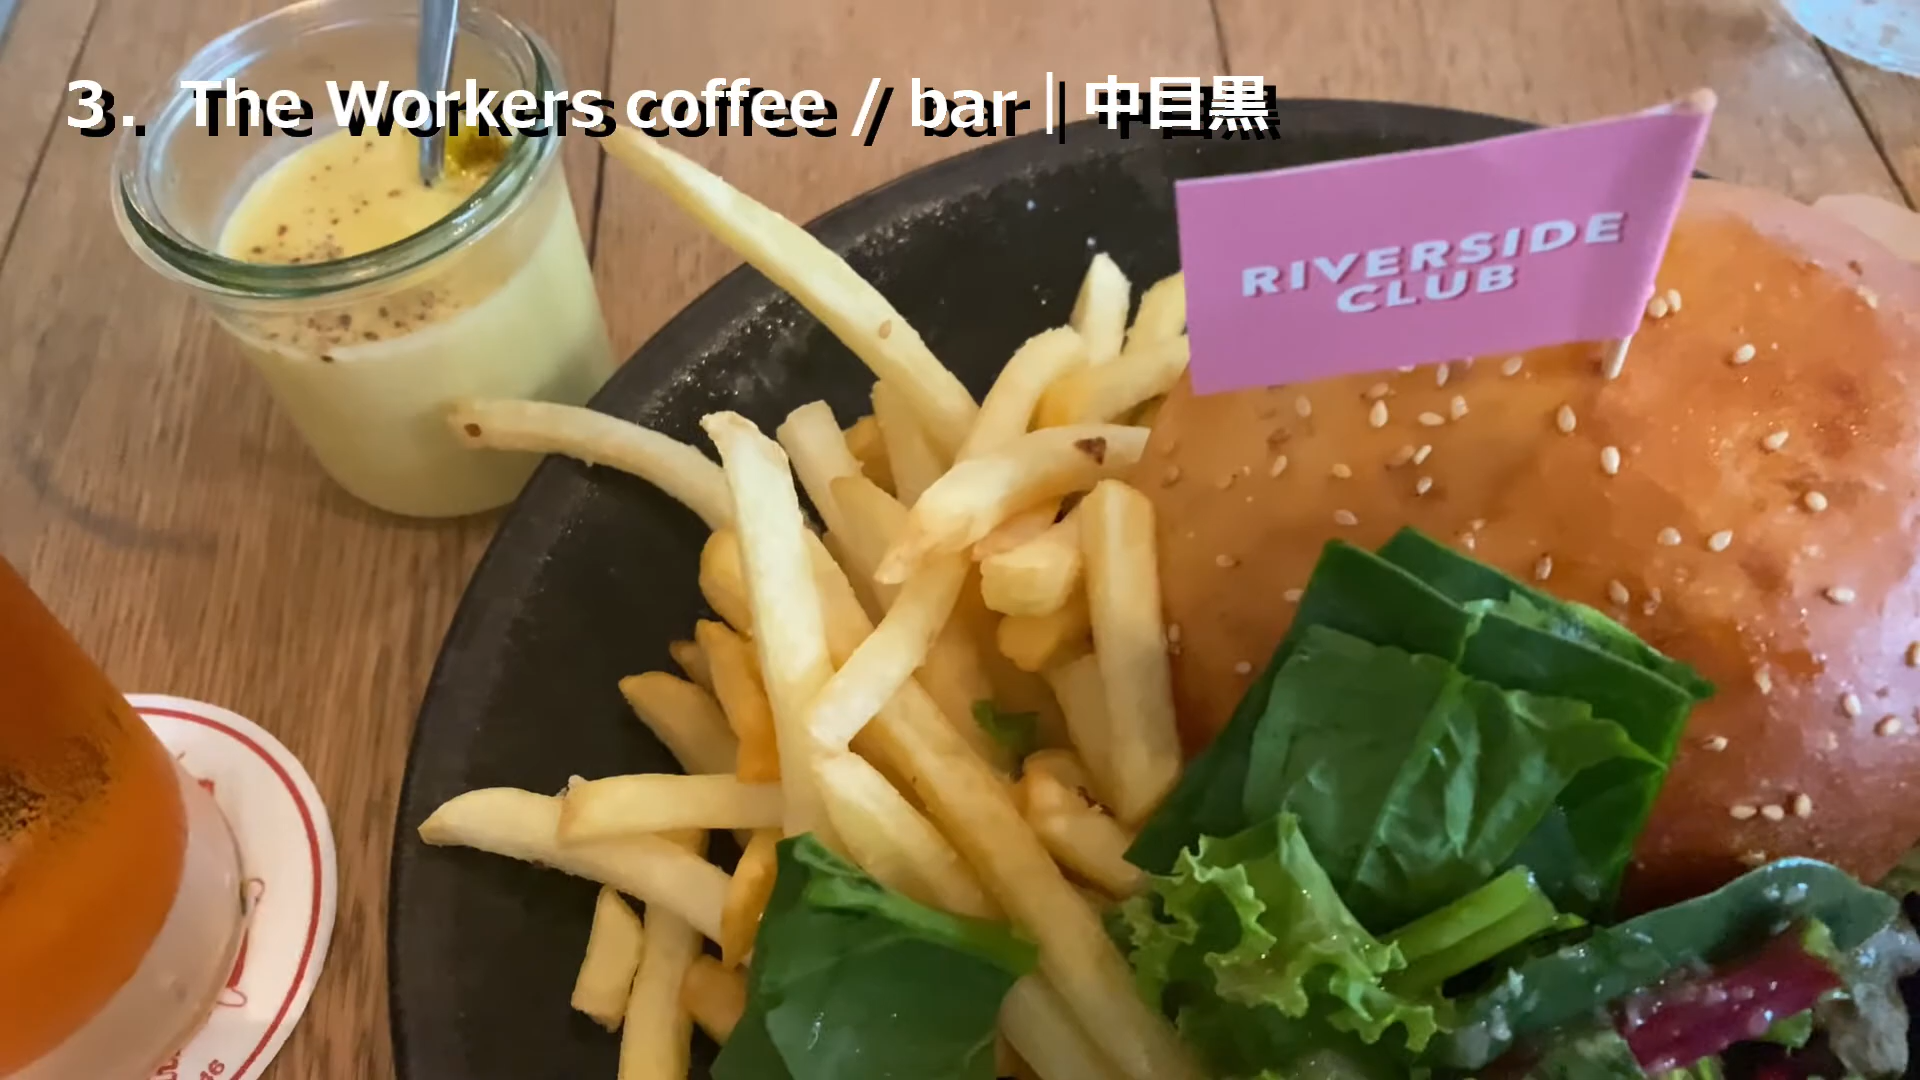 3. The Workers coffee // bar | 中目黒
RIVERSIDE
CLUB